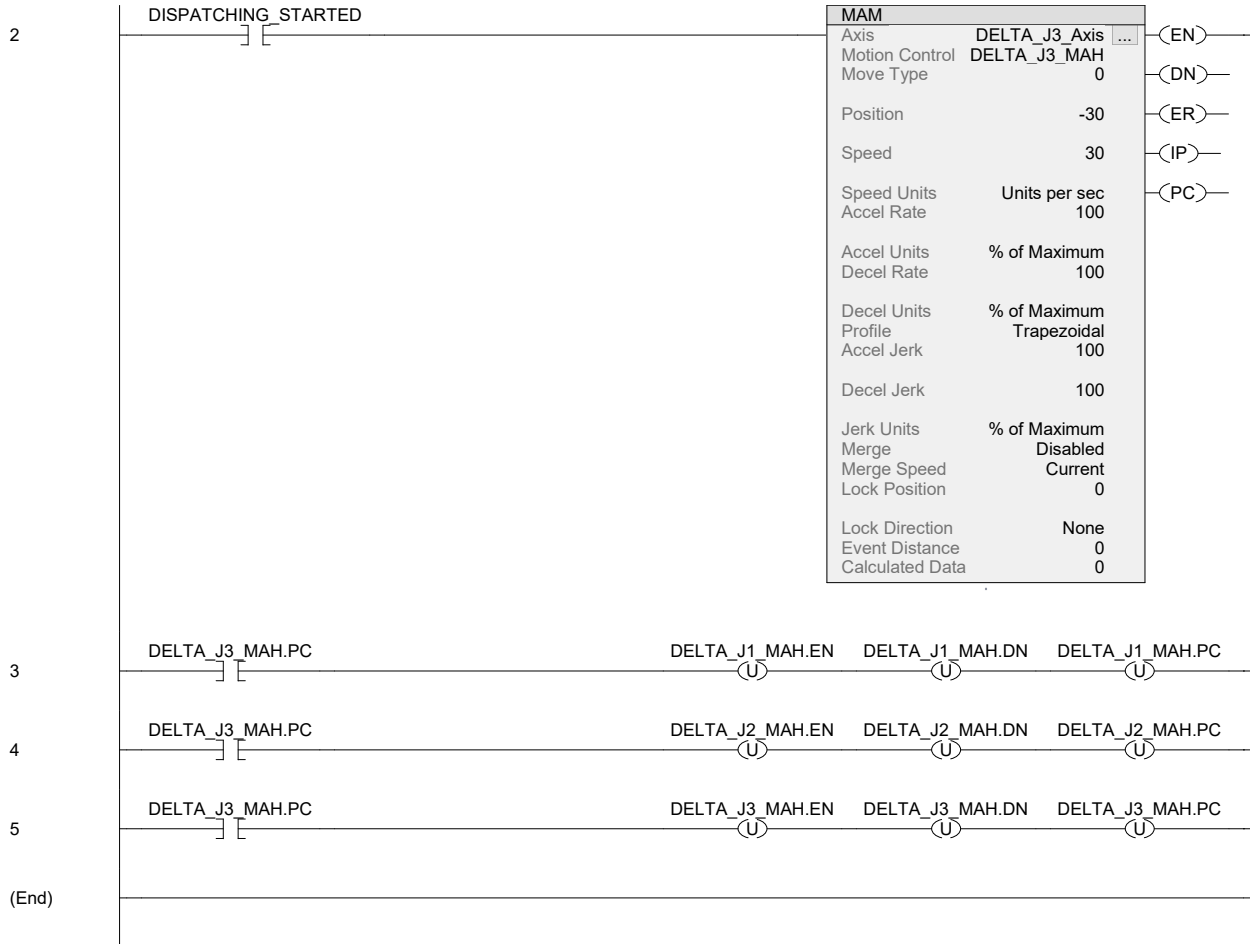 DISPATCHING_STARTED
2
MAM
Axis DELTA_J3_Axis ...
Motion Control DELTA_J3_MAH
Move Type 0
Position -30
Speed 30
Speed Units Units per sec
Accel Rate 100
Accel Units % of Maximum
Decel Rate 100
Decel Units % of Maximum
Profile Trapezoidal
Accel Jerk 100
Decel Jerk 100
Jerk Units % of Maximum
Merge Disabled
Merge Speed Current
Lock Position 0
Lock Direction None
Event Distance 0
Calculated Data 0
EN
DN
ER
IP
PC
DELTA_J3_MAH.PC DELTA_J1_MAH.EN DELTA_J1_MAH.DN DELTA_J1_MAH.PC
3 U U U
DELTA_J3_MAH.PC DELTA_J2_MAH.EN DELTA_J2_MAH.DN DELTA_J2_MAH.PC
4 U U U
DELTA_J3_MAH.PC DELTA_J3_MAH.EN DELTA_J3_MAH.DN DELTA_J3_MAH.PC
5 U U U
(End)